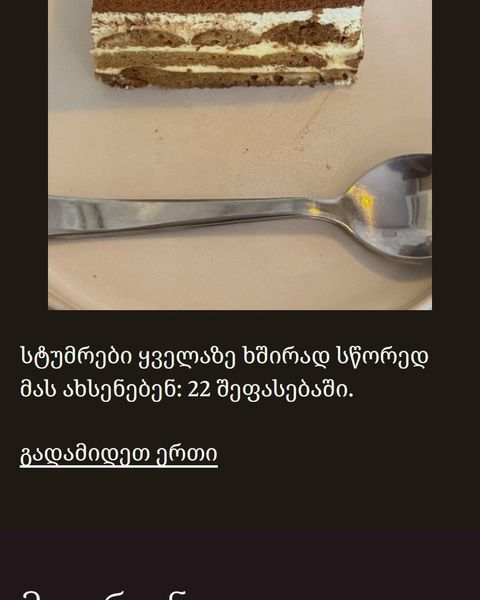 სტუმრები ყველაზე ხშირად სწორედ
მას ახსენებენ: 22 შეფასებაში.
გადამიდეთ ერთი